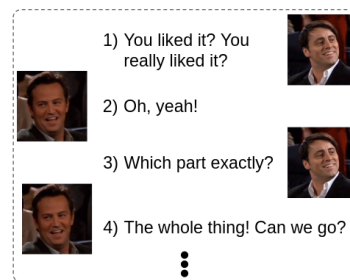 1) You liked it? You
really liked it?
2) Oh, yeah!
3) Which part exactly?
4) The whole thing! Can we go?